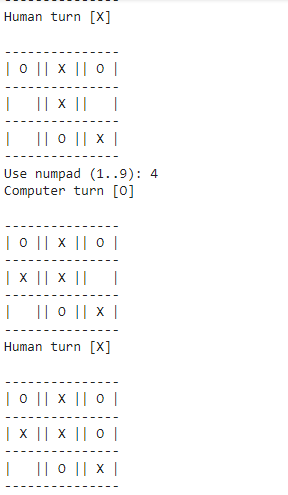 Human turn [X]
---------------
| O || X || O |
---------------
|   || X ||   |
---------------
|   || O || X |
---------------
Use numpad (1..9): 4
Computer turn [O]
---------------
| O || X || O |
---------------
| X || X ||   |
---------------
|   || O || X |
---------------
Human turn [X]
---------------
| O || X || O |
---------------
| X || X || O |
---------------
|   || O || X |
---------------